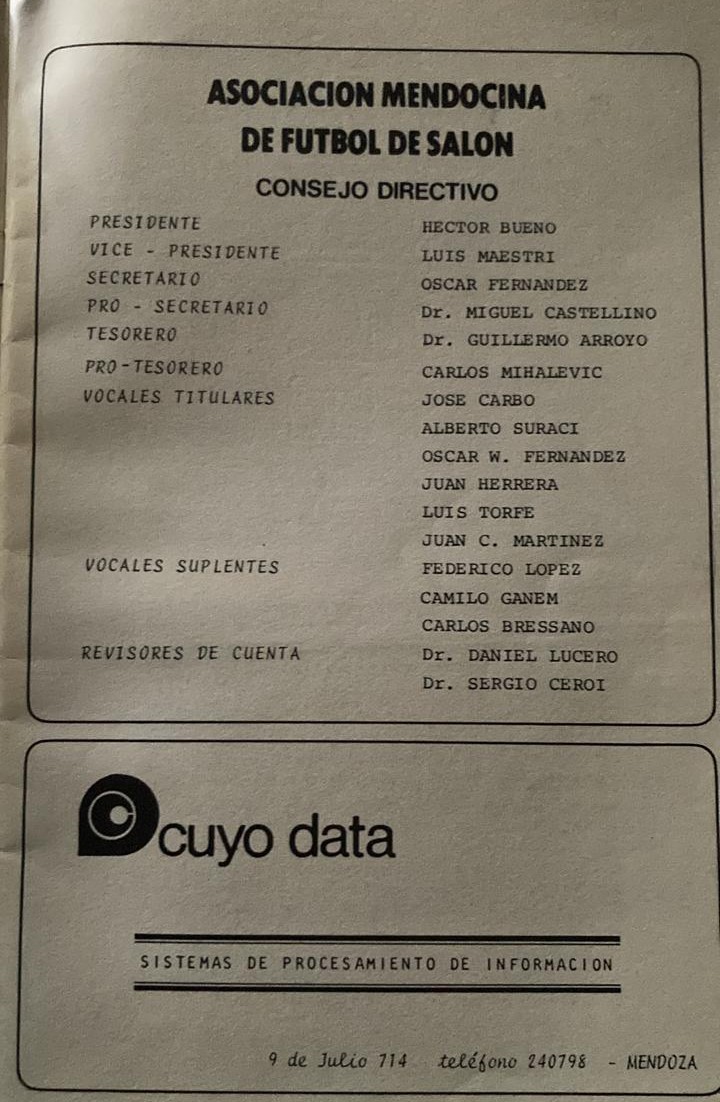 ASOCIACION MENDOCINA
DE FUTBOL DE SALON
CONSEJO DIRECTIVO
PRESIDENTE HECTOR BUENO
VICE - PRESIDENTE LUIS MAESTRI
SECRETARIO OSCAR FERNANDEZ
PRO - SECRETARIO Dr. MIGUEL CASTELLINO
TESORERO Dr. GUILLERMO ARROYO
PRO-TESORERO CARLOS MIHALEVIC
VOCALES TITULARES JOSE CARBO
ALBERTO SURACI
OSCAR W. FERNANDEZ
JUAN HERRERA
LUIS TORFE
JUAN C. MARTINEZ
VOCALES SUPLENTES FEDERICO LOPEZ
CAMILO GANEM
CARLOS BRESSANO
REVISORES DE CUENTA Dr. DANIEL LUCERO
Dr. SERGIO CEROI
cuyo data
SISTEMAS DE PROCESAMIENTO DE INFORMACION
9 de Julio 714 teléfono 240798 - MENDOZA